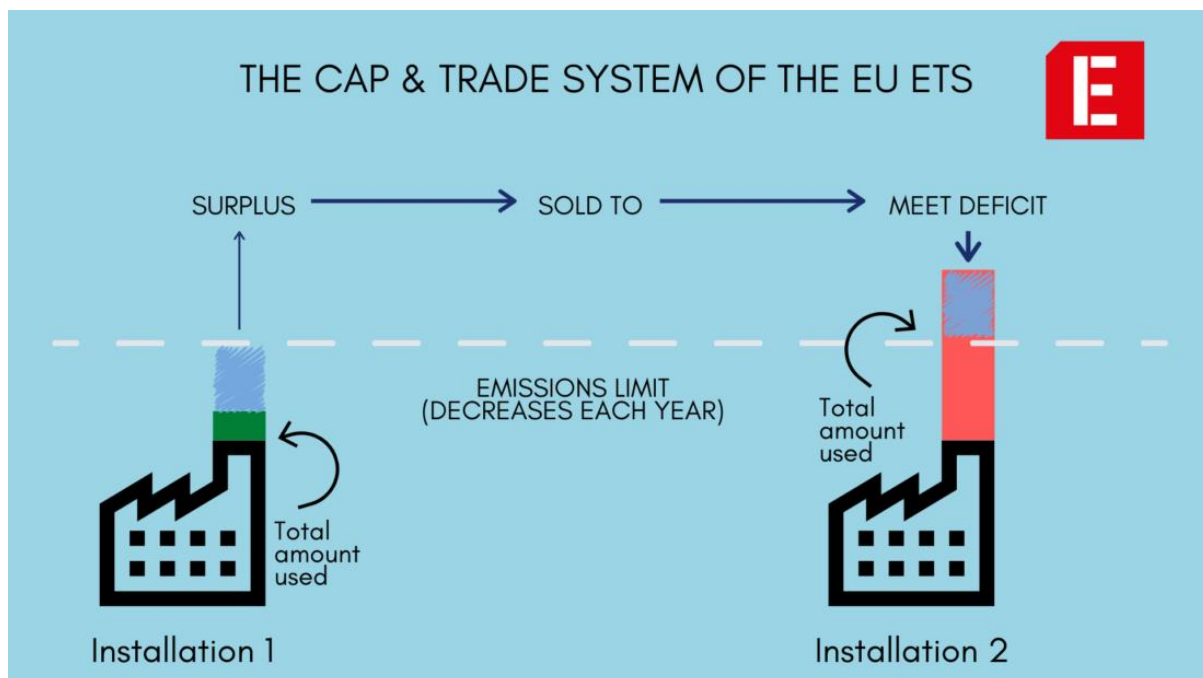 THE CAP & TRADE SYSTEM OF THE EU ETS
E
SURPLUS
SOLD TO
MEET DEFICIT
EMISSIONS LIMIT
(DECREASES EACH YEAR)
Total
amount
used
Total
amount
used
Installation 1
Installation 2